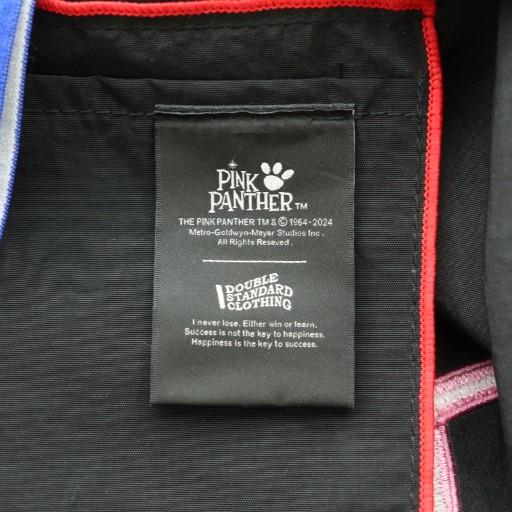 PINK
PANTHER™
THE PINK PANTHER TM & © 1964-2024
Metro-Goldwyn-Mayer Studios Inc.
All Rights Reseved.
DOUBLE
STANDARD
CLOTHING
I never lose. Either win or learn.
Success is not the key to happiness.
Happiness is the key to success.